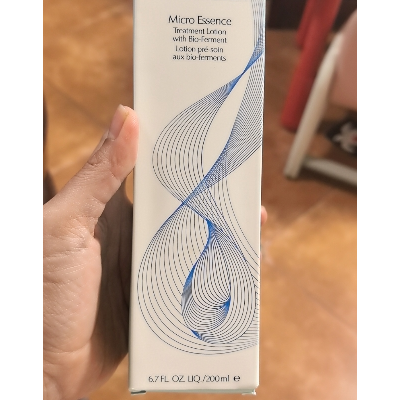 Micro Essence
Treatment Lotion
with Bio-Ferment
Lotion pré-soin
aux bio-ferments
6.7 FL. OZ. LIQ /200 ml ℮